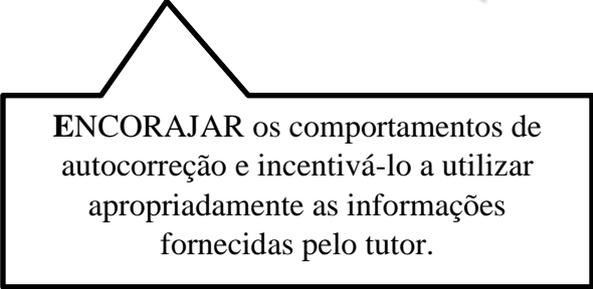 ENCORAJAR os comportamentos de
autocorreção e incentivá-lo a utilizar
apropriadamente as informações
fornecidas pelo tutor.